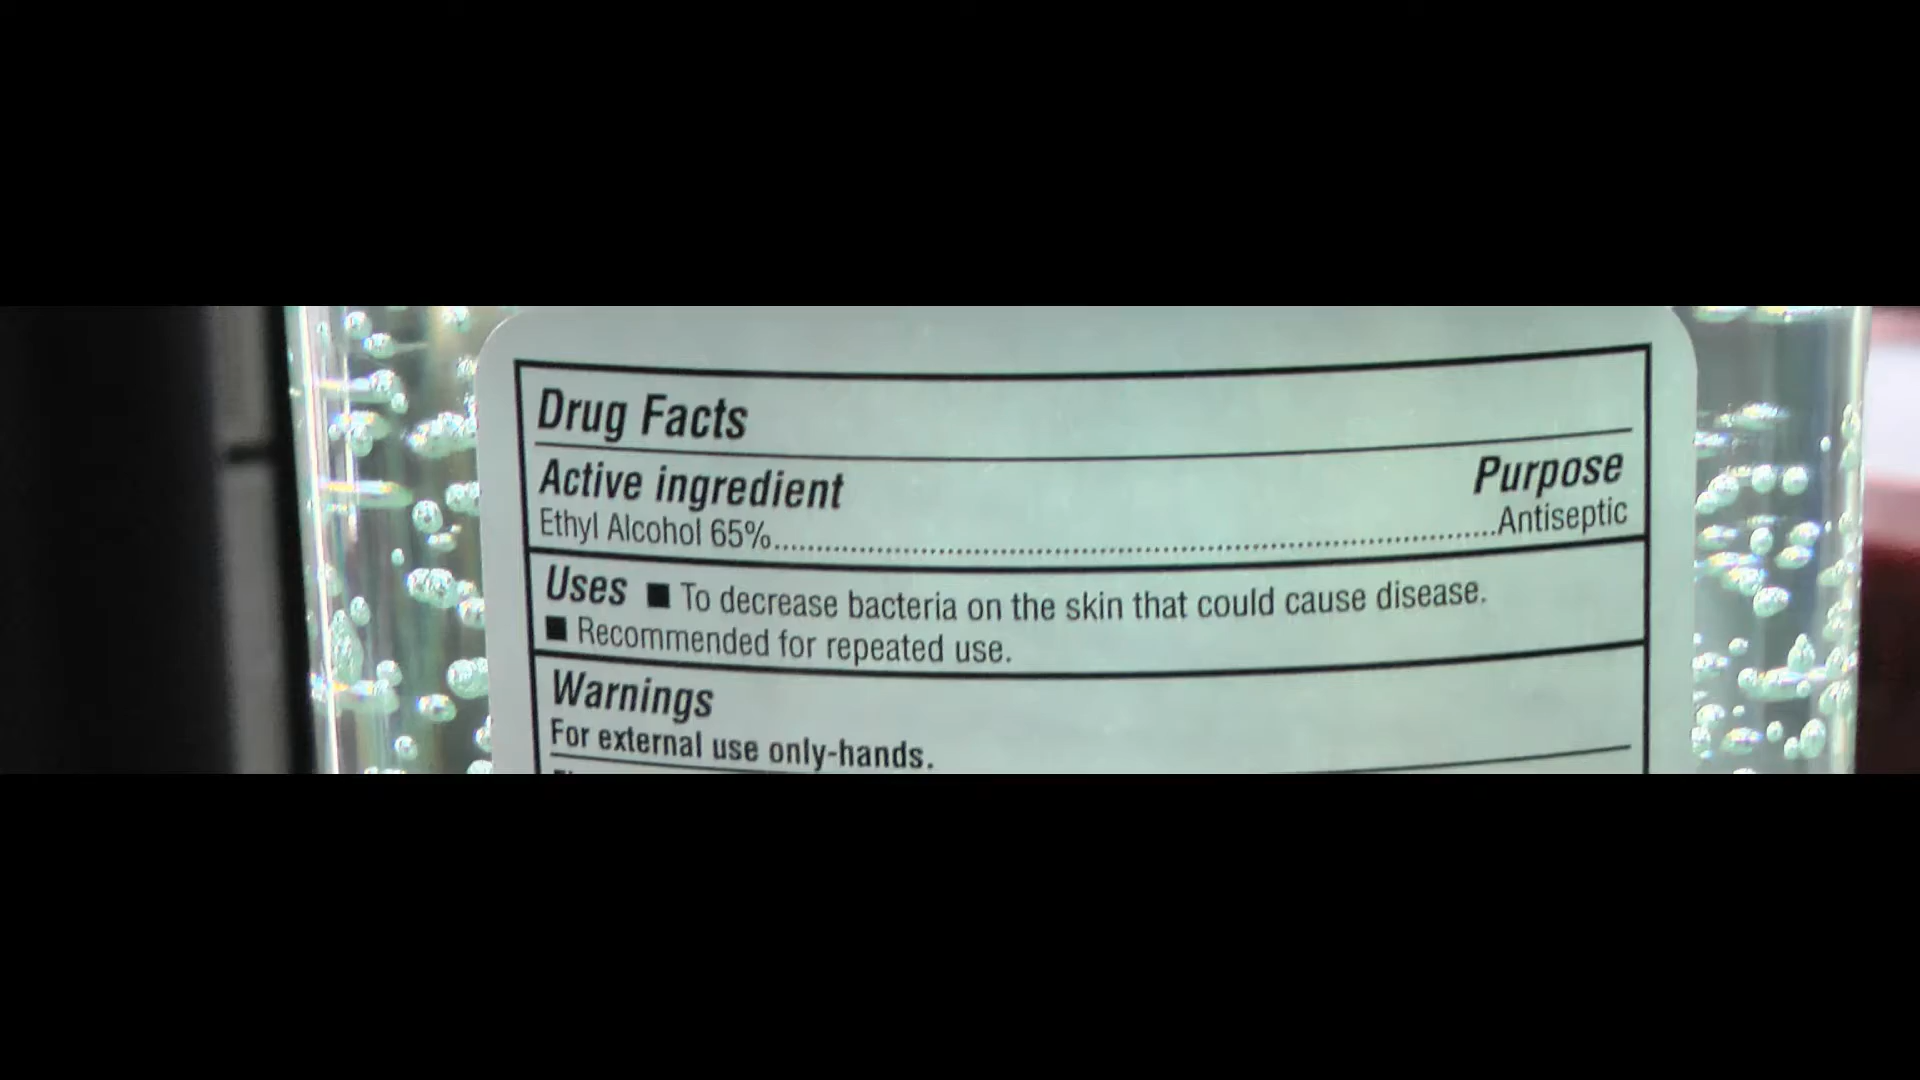 Drug Facts
Active ingredient Purpose
Ethyl Alcohol 65%........................................................................................Antiseptic
Uses ■ To decrease bacteria on the skin that could cause disease.
■ Recommended for repeated use.
Warnings
For external use only-hands.